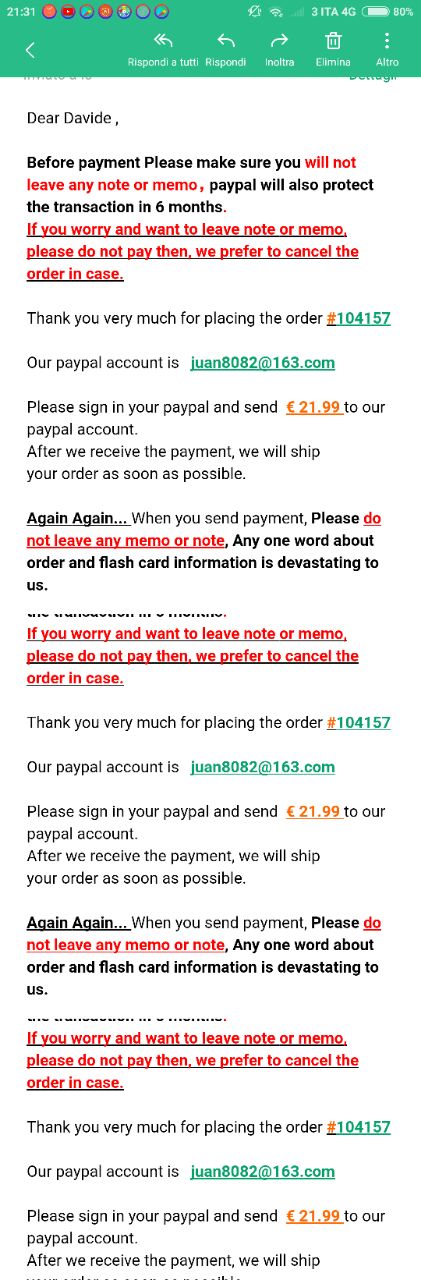 21:31 3 ITA 4G 80%
Rispondi a tutti Rispondi Inoltra Elimina Altro
Dear Davide ,
Before payment Please make sure you will not
leave any note or memo，paypal will also protect
the transaction in 6 months.
If you worry and want to leave note or memo,
please do not pay then, we prefer to cancel the
order in case.
Thank you very much for placing the order #104157
Our paypal account is juan8082@163.com
Please sign in your paypal and send € 21.99 to our
paypal account.
After we receive the payment, we will ship
your order as soon as possible.
Again Again... When you send payment, Please do
not leave any memo or note, Any one word about
order and flash card information is devastating to
us.
the transaction in 6 months.
If you worry and want to leave note or memo,
please do not pay then, we prefer to cancel the
order in case.
Thank you very much for placing the order #104157
Our paypal account is juan8082@163.com
Please sign in your paypal and send € 21.99 to our
paypal account.
After we receive the payment, we will ship
your order as soon as possible.
Again Again... When you send payment, Please do
not leave any memo or note, Any one word about
order and flash card information is devastating to
us.
the transaction in 6 months.
If you worry and want to leave note or memo,
please do not pay then, we prefer to cancel the
order in case.
Thank you very much for placing the order #104157
Our paypal account is juan8082@163.com
Please sign in your paypal and send € 21.99 to our
paypal account.
After we receive the payment, we will ship